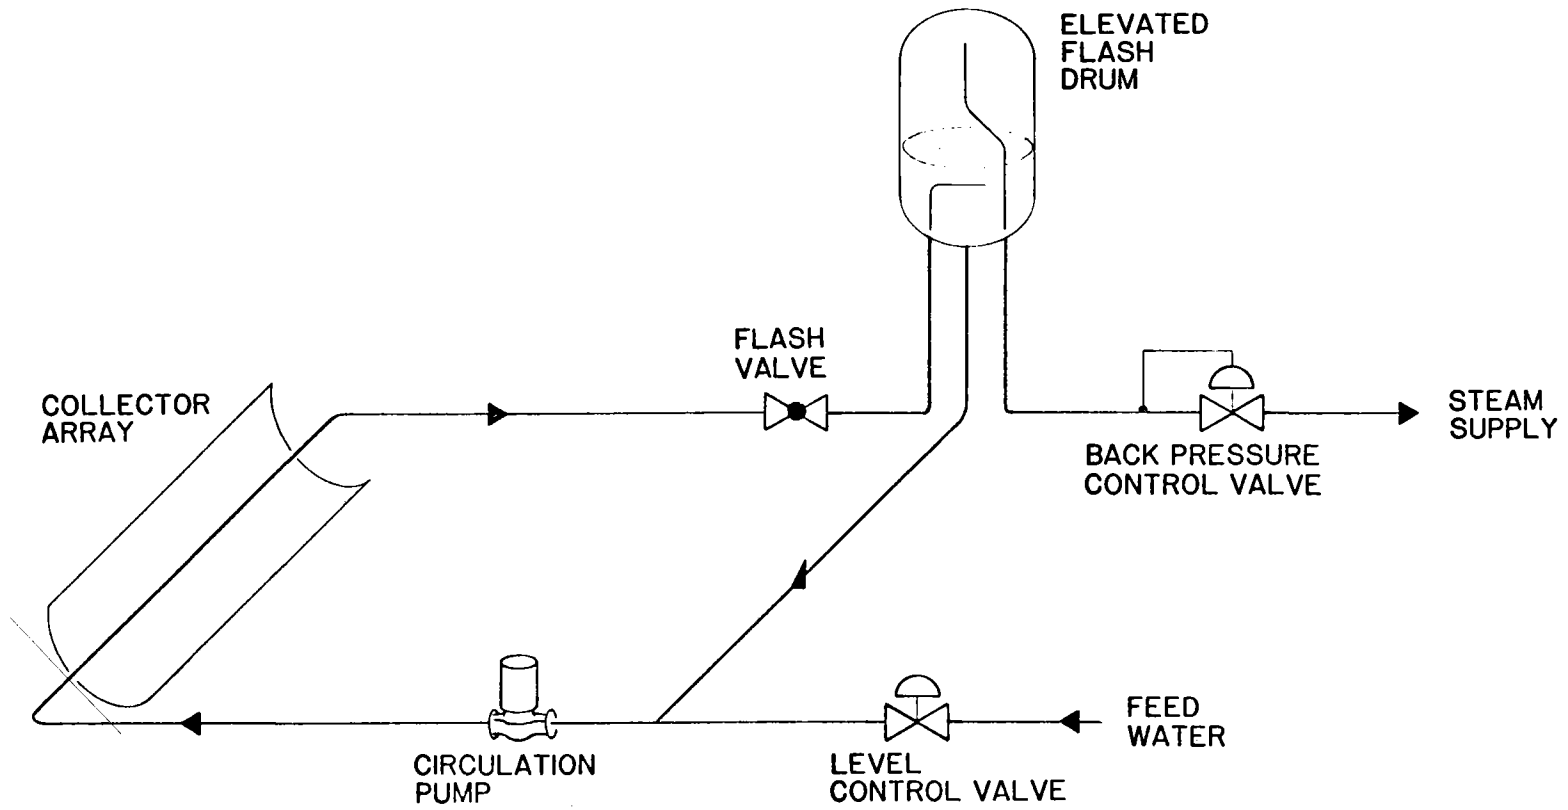 ELEVATED
FLASH
DRUM
FLASH
VALVE
COLLECTOR
ARRAY
STEAM
SUPPLY
BACK PRESSURE
CONTROL VALVE
FEED
WATER
CIRCULATION
PUMP
LEVEL
CONTROL VALVE